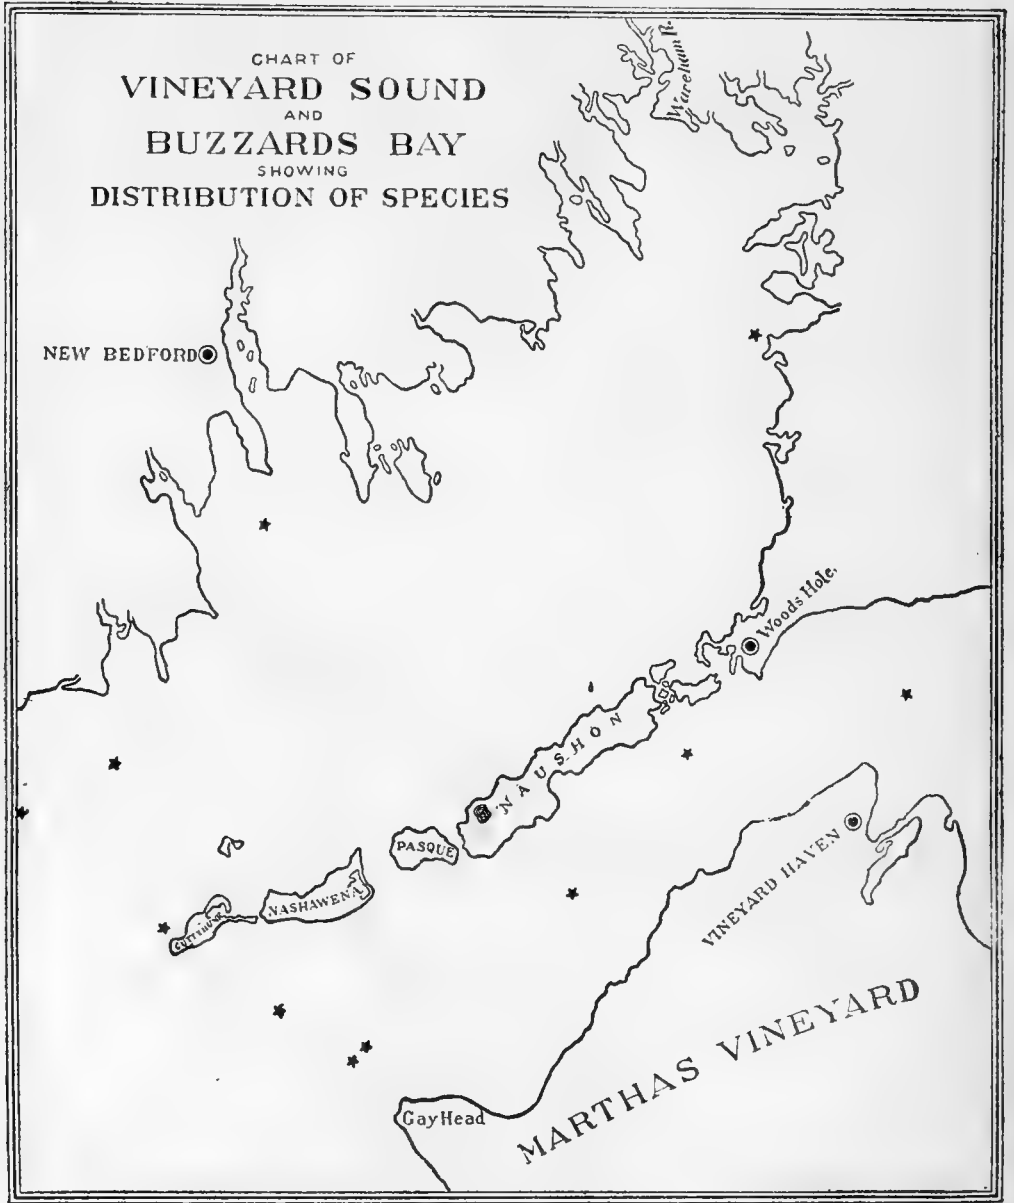 CHART OF
VINEYARD SOUND
AND
BUZZARDS BAY
SHOWING
DISTRIBUTION OF SPECIES
Wareham R.
NEW BEDFORD
Woods Hole.
NAUSHON
PASQUE
NASHAWENA
CUTTYHUNK
VINEYARD HAVEN
MARTHAS VINEYARD
Gay Head